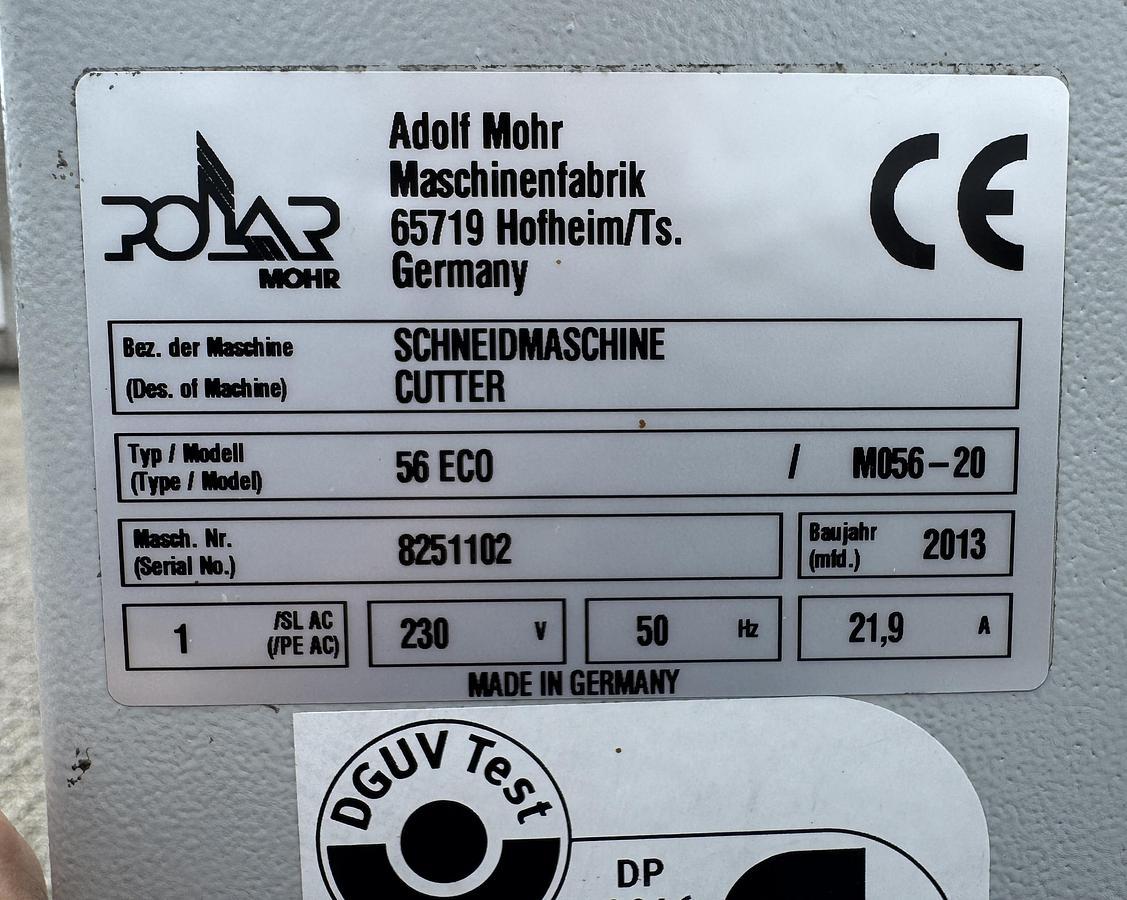 POLAR
MOHR
Adolf Mohr
Maschinenfabrik
65719 Hofheim/Ts.
Germany
CE
Bez. der Maschine
(Des. of Machine)
SCHNEIDMASCHINE
CUTTER
Typ / Modell
(Type / Model)
56 ECO / M056-20
Masch. Nr.
(Serial No.)
8251102
Baujahr
(mfd.)
2013
1 /SL AC
(/PE AC)
230 V
50 Hz
21,9 A
MADE IN GERMANY
DGUV Test
DP